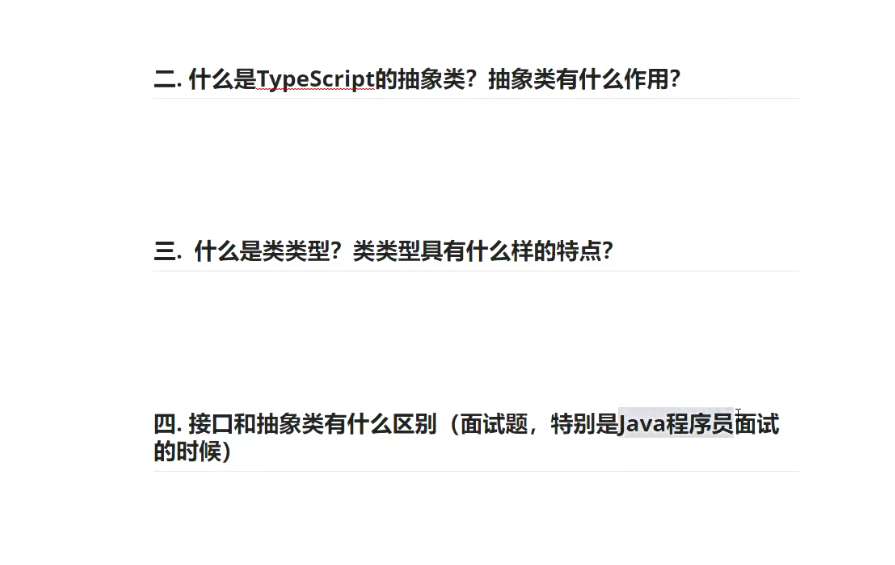 二. 什么是TypeScript的抽象类？抽象类有什么作用？
三. 什么是类类型？类类型具有什么样的特点？
四. 接口和抽象类有什么区别（面试题，特别是Java程序员面试
的时候）